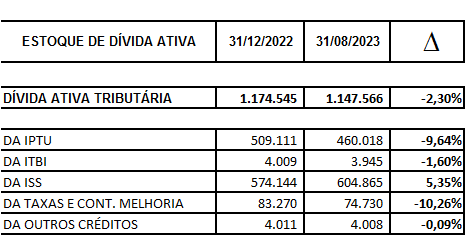 ESTOQUE DE DÍVIDA ATIVA 31/12/2022 31/08/2023 Δ
DÍVIDA ATIVA TRIBUTÁRIA 1.174.545 1.147.566 -2,30%
DA IPTU 509.111 460.018 -9,64%
DA ITBI 4.009 3.945 -1,60%
DA ISS 574.144 604.865 5,35%
DA TAXAS E CONT. MELHORIA 83.270 74.730 -10,26%
DA OUTROS CRÉDITOS 4.011 4.008 -0,09%